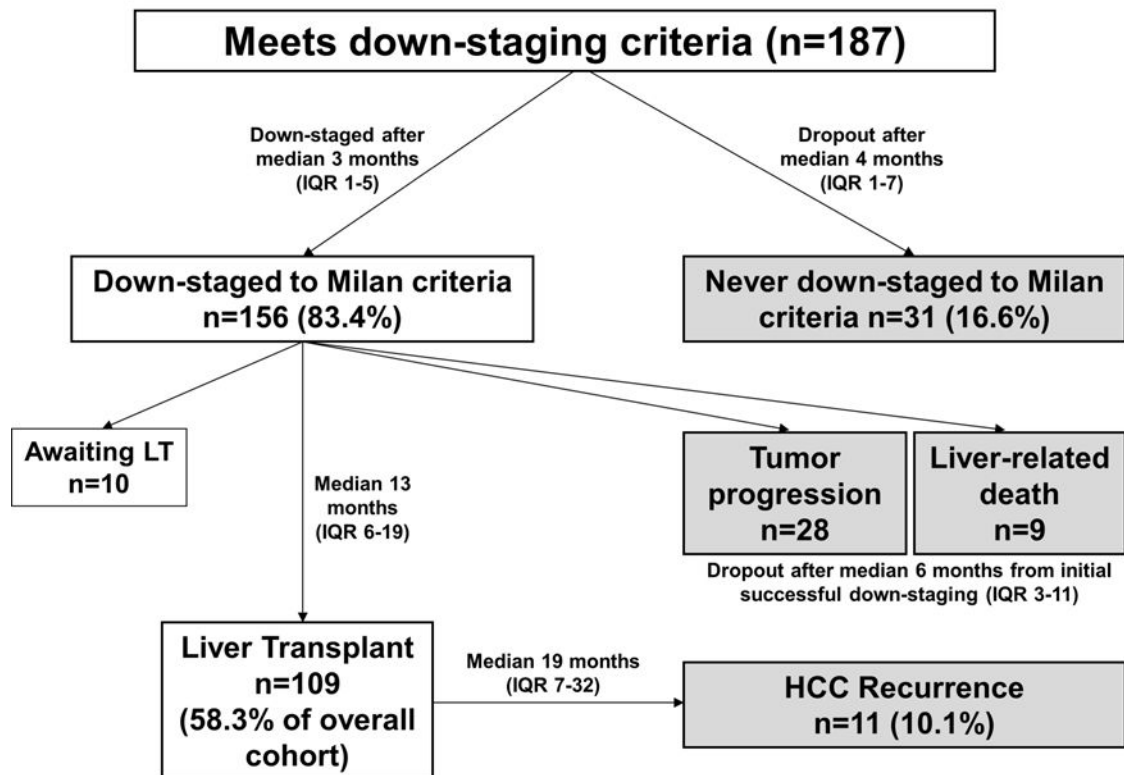 Meets down-staging criteria (n=187)
Down-staged after
median 3 months
(IQR 1-5)
Dropout after
median 4 months
(IQR 1-7)
Down-staged to Milan criteria
n=156 (83.4%)
Never down-staged to Milan
criteria n=31 (16.6%)
Awaiting LT
n=10
Median 13
months
(IQR 6-19)
Tumor
progression
n=28
Liver-related
death
n=9
Dropout after median 6 months from initial
successful down-staging (IQR 3-11)
Liver Transplant
n=109
(58.3% of overall
cohort)
Median 19 months
(IQR 7-32)
HCC Recurrence
n=11 (10.1%)